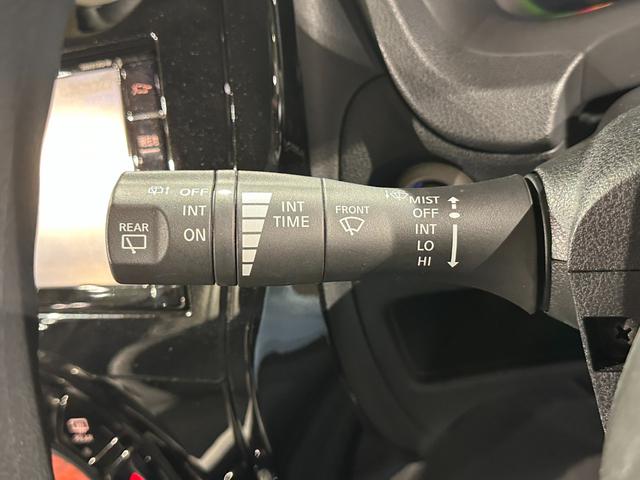 REAR
OFF
INT
ON
INT
TIME
FRONT
MIST
OFF
INT
LO
HI